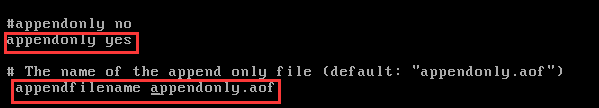 #appendonly no
appendonly yes
# The name of the append only file (default: "appendonly.aof")
appendfilename appendonly.aof